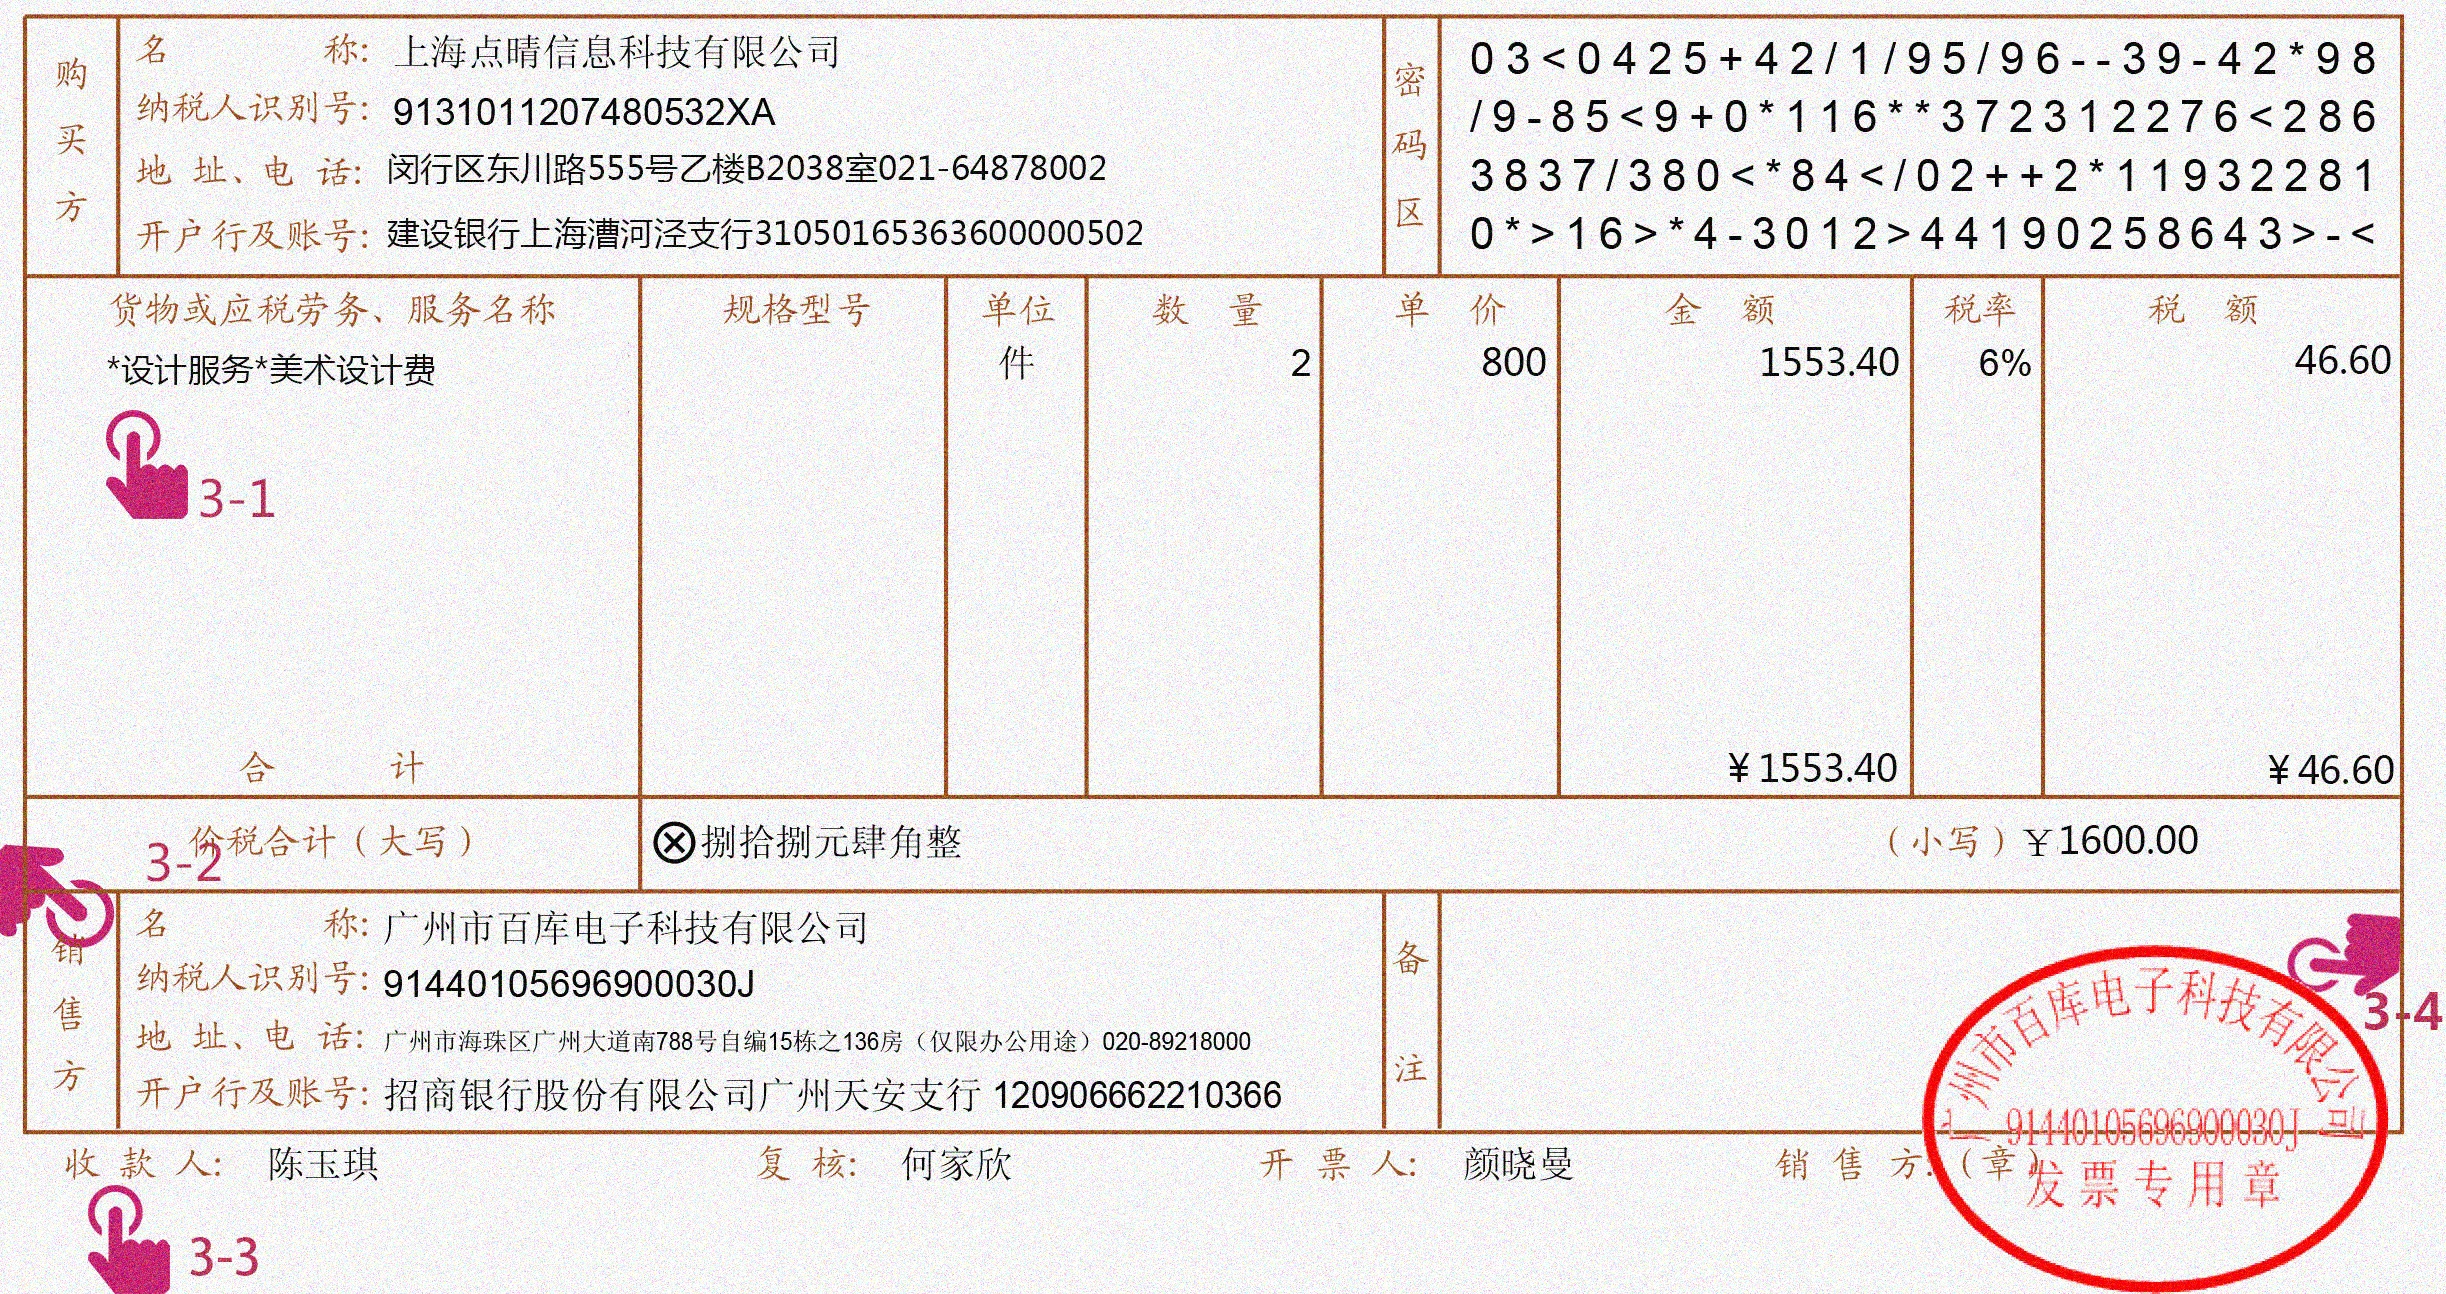 购买方
名 称: 上海点晴信息科技有限公司
纳税人识别号: 9131011207480532XA
地 址、电 话: 闵行区东川路555号乙楼B2038室021-64878002
开户行及账号: 建设银行上海漕河泾支行31050165363600000502
密码区
03<0425+42/1/95/96--39-42*98
/9-85<9+0*116**372312276<286
3837/380<*84</02++2*11932281
0*>16>*4-3012>44190258643>-<
货物或应税劳务、服务名称 规格型号 单位 数 量 单 价 金 额 税率 税 额
*设计服务*美术设计费 件 2 800 1553.40 6% 46.60
3-1
合 计 ¥1553.40 ¥46.60
价税合计（大写） ⊗捌拾捌元肆角整 （小写）¥1600.00
3-2
销售方
名 称: 广州市百库电子科技有限公司
纳税人识别号: 91440105696900030J
地 址、电 话: 广州市海珠区广州大道南788号自编15栋之136房（仅限办公用途）020-89218000
开户行及账号: 招商银行股份有限公司广州天安支行 120906662210366
备注
3-4
广州市百库电子科技有限公司
91440105696900030J
发票专用章
收 款 人: 陈玉琪 复 核: 何家欣 开 票 人: 颜晓曼 销 售 方:（章）
3-3